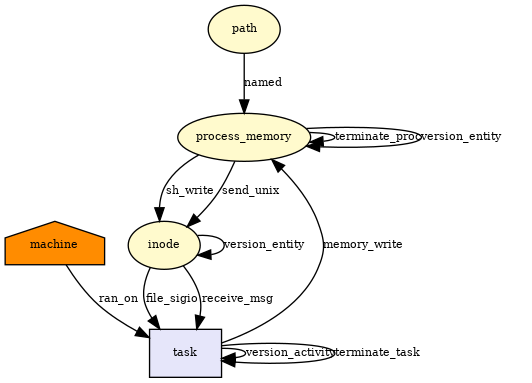 path
named
process_memory
terminate_proc
version_entity
sh_write
send_unix
machine
inode
version_entity
memory_write
ran_on
file_sigio
receive_msg
task
version_activity
terminate_task